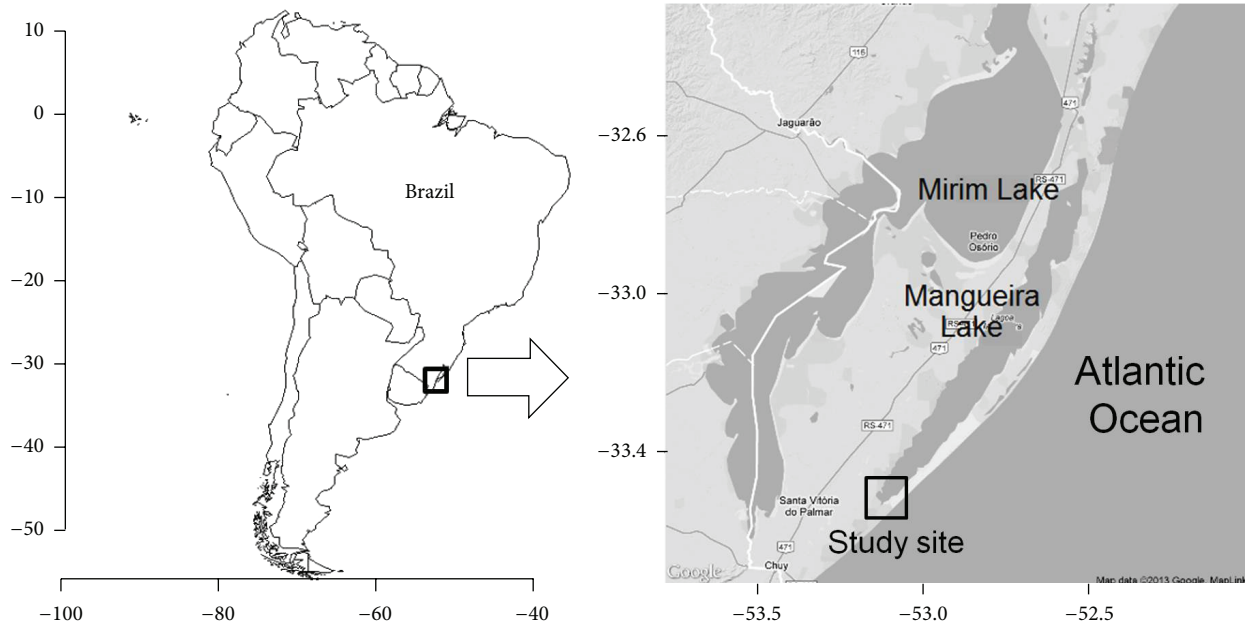 10
0
−10
−20
−30
−40
−50
−100
−80
−60
−40
Brazil
−32.6
−33.0
−33.4
−53.5
−53.0
−52.5
116
471
Jaguarão
RS-471
Mirim Lake
Pedro
Osório
Mangueira
Lake
Lagoa
471
Atlantic
Ocean
RS-471
Santa Vitória
do Palmar
Study site
471
Chuy
Google
Map data ©2013 Google, MapLink